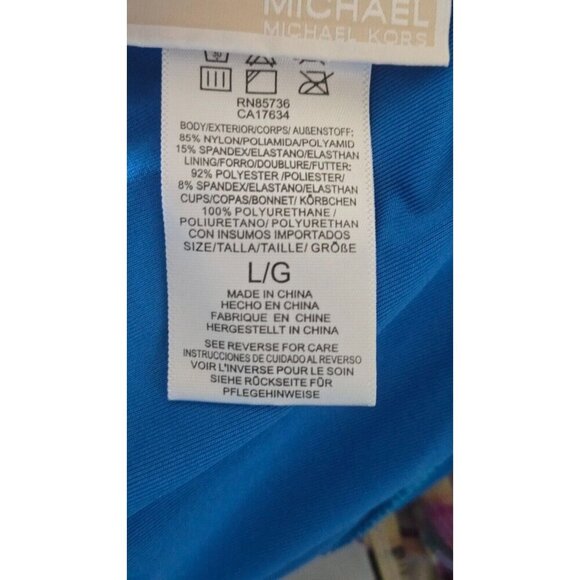 MICHAEL
MICHAEL KORS
30
RN85736
CA17634
BODY/EXTERIOR/CORPS/ AUßENSTOFF:
85% NYLON/POLIAMIDA/POLYAMID
15% SPANDEX/ELASTANO/ELASTHAN
LINING/FORRO/DOUBLURE/FUTTER:
92% POLYESTER /POLIESTER/
8% SPANDEX/ELASTANO/ELASTHAN
CUPS/COPAS/BONNET/ KÖRBCHEN
100% POLYURETHANE /
POLIURETANO/ POLYURETHAN
CON INSUMOS IMPORTADOS
SIZE/TALLA/TAILLE/ GRÖßE
L/G
MADE IN CHINA
HECHO EN CHINA
FABRIQUE EN CHINE
HERGESTELLT IN CHINA
SEE REVERSE FOR CARE
INSTRUCCIONES DE CUIDADO AL REVERSO
VOIR L'INVERSE POUR LE SOIN
SIEHE RÜCKSEITE FÜR
PFLEGEHINWEISE